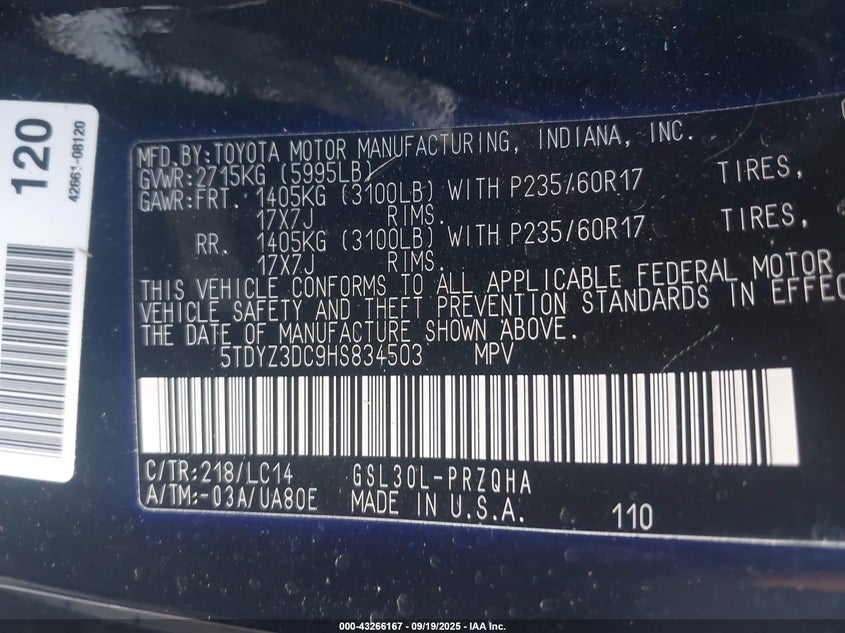 120
42661-08120
MFD.BY:TOYOTA MOTOR MANUFACTURING, INDIANA, INC.
GVWR:2715KG (5995LB)
GAWR:FRT. 1405KG (3100LB) WITH P235/60R17 TIRES,
17X7J RIMS.
RR. 1405KG (3100LB) WITH P235/60R17 TIRES,
17X7J RIMS.
THIS VEHICLE CONFORMS TO ALL APPLICABLE FEDERAL MOTOR
VEHICLE SAFETY AND THEFT PREVENTION STANDARDS IN EFFEC
THE DATE OF MANUFACTURE SHOWN ABOVE.
5TDYZ3DC9HS834503 MPV
C/TR:218/LC14 GSL30L-PRZQHA
A/TM:-03A/UA80E MADE IN U.S.A. 110
000-43266167 - 09/19/2025 - IAA Inc.